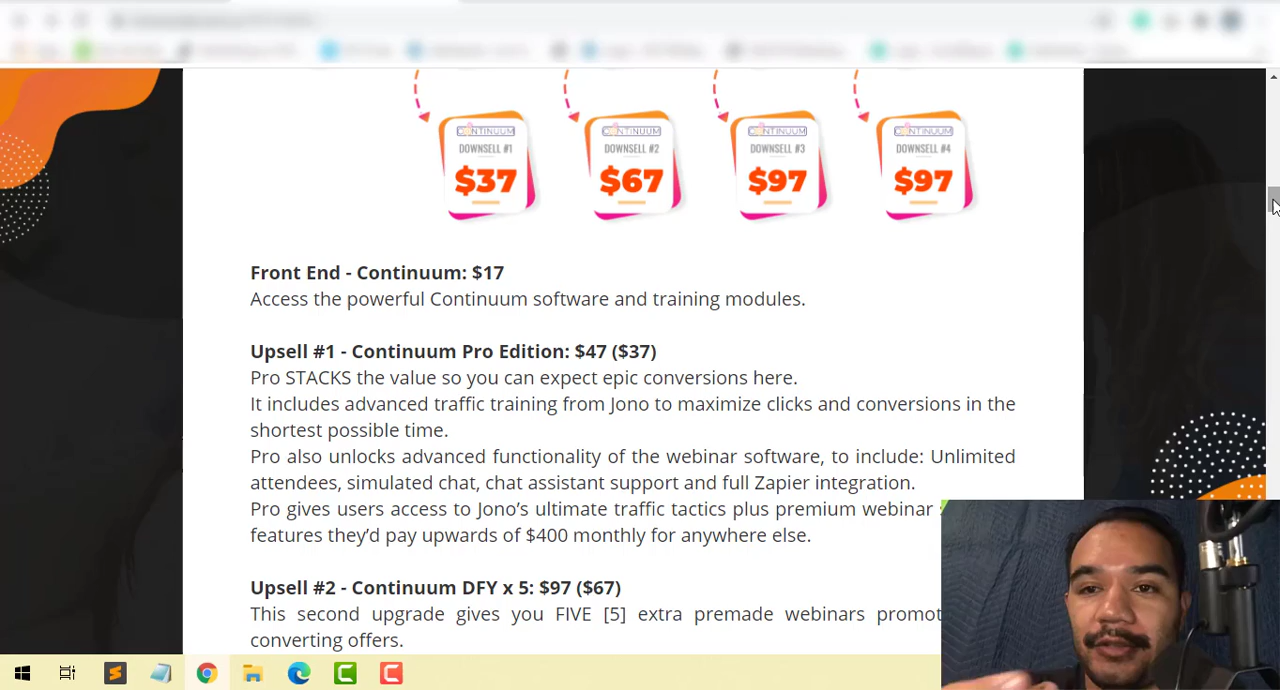 CONTINUUM CONTINUUM CONTINUUM CONTINUUM
DOWNSELL #1 DOWNSELL #2 DOWNSELL #3 DOWNSELL #4
$37 $67 $97 $97
Front End - Continuum: $17
Access the powerful Continuum software and training modules.
Upsell #1 - Continuum Pro Edition: $47 ($37)
Pro STACKS the value so you can expect epic conversions here.
It includes advanced traffic training from Jono to maximize clicks and conversions in the
shortest possible time.
Pro also unlocks advanced functionality of the webinar software, to include: Unlimited
attendees, simulated chat, chat assistant support and full Zapier integration.
Pro gives users access to Jono's ultimate traffic tactics plus premium webinar
features they'd pay upwards of $400 monthly for anywhere else.
Upsell #2 - Continuum DFY x 5: $97 ($67)
This second upgrade gives you FIVE [5] extra premade webinars
converting offers.